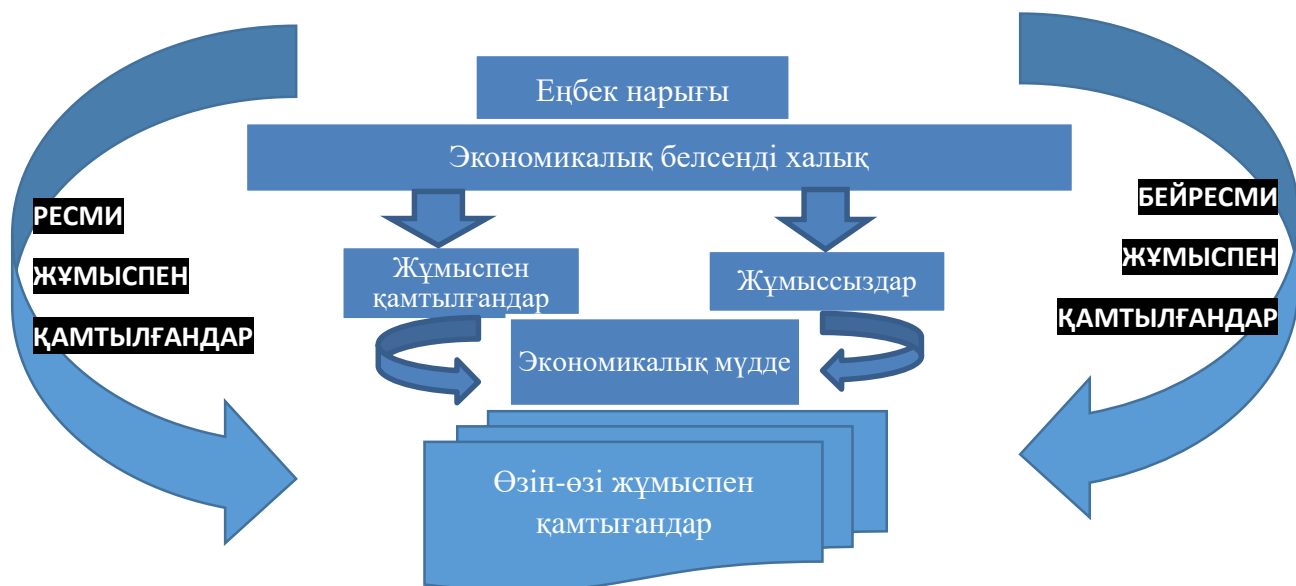 Еңбек нарығы
Экономикалық белсенді халық
РЕСМИ
ЖҰМЫСПЕН
ҚАМТЫЛҒАНДАР
БЕЙРЕСМИ
ЖҰМЫСПЕН
ҚАМТЫЛҒАНДАР
Жұмыспен
қамтылғандар
Жұмыссыздар
Экономикалық мүдде
Өзін-өзі жұмыспен
қамтығандар